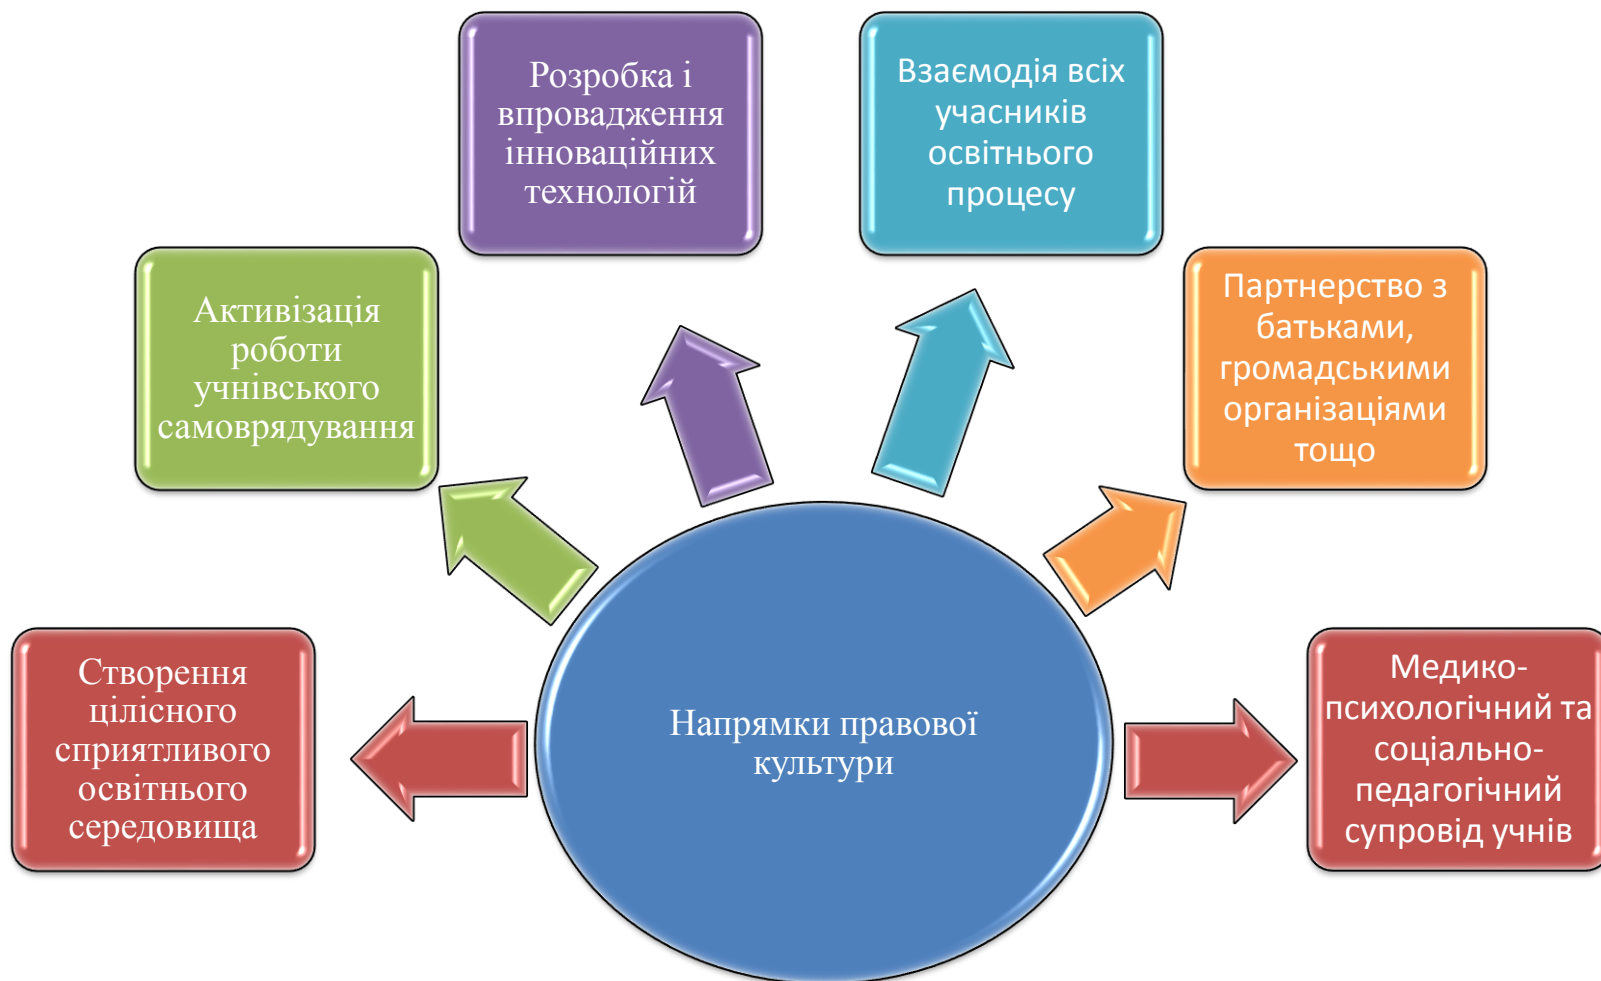 Розробка і
впровадження
інноваційних
технологій
Взаємодія всіх
учасників
освітнього
процесу
Активізація
роботи
учнівського
самоврядування
Партнерство з
батьками,
громадськими
організаціями
тощо
Створення
цілісного
сприятливого
освітнього
середовища
Напрямки правової
культури
Медико-
психологічний та
соціально-
педагогічний
супровід учнів